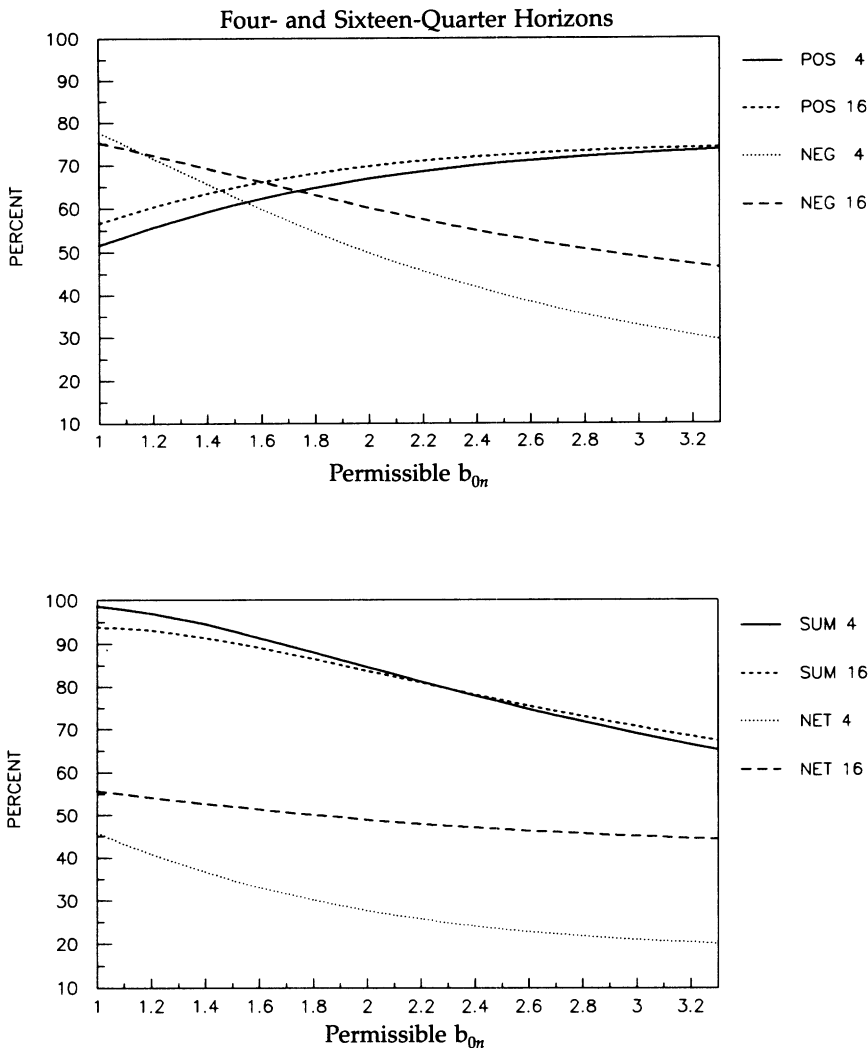 Four- and Sixteen-Quarter Horizons
100
90
80
70
60
50
40
30
20
10
PERCENT
1 1.2 1.4 1.6 1.8 2 2.2 2.4 2.6 2.8 3 3.2
Permissible b0n
POS 4
POS 16
NEG 4
NEG 16
100
90
80
70
60
50
40
30
20
10
PERCENT
1 1.2 1.4 1.6 1.8 2 2.2 2.4 2.6 2.8 3 3.2
Permissible b0n
SUM 4
SUM 16
NET 4
NET 16